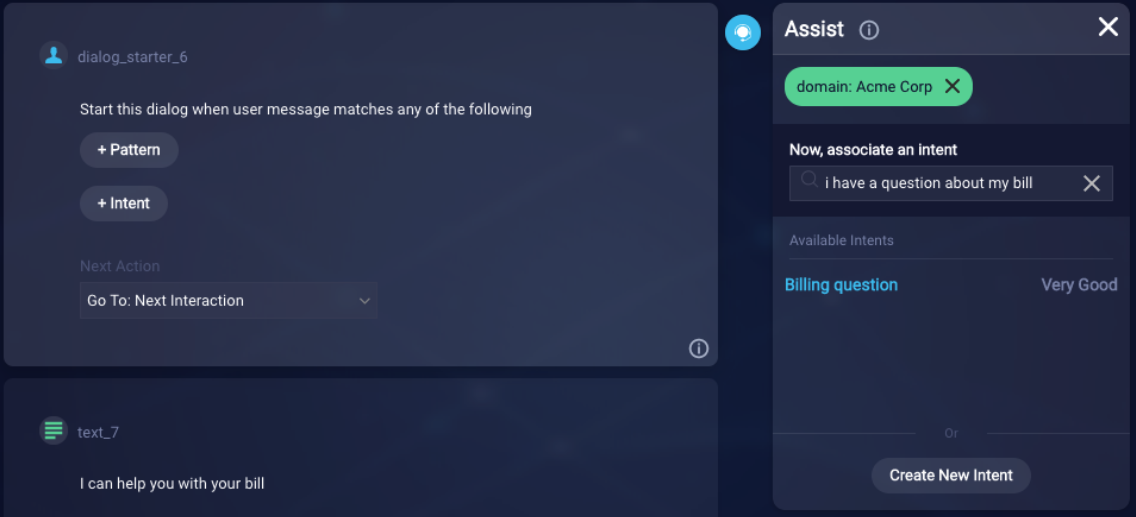 dialog_starter_6
Start this dialog when user message matches any of the following
+ Pattern
+ Intent
Next Action
Go To: Next Interaction
text_7
I can help you with your bill
Assist
domain: Acme Corp
Now, associate an intent
i have a question about my bill
Available Intents
Billing question Very Good
Or
Create New Intent